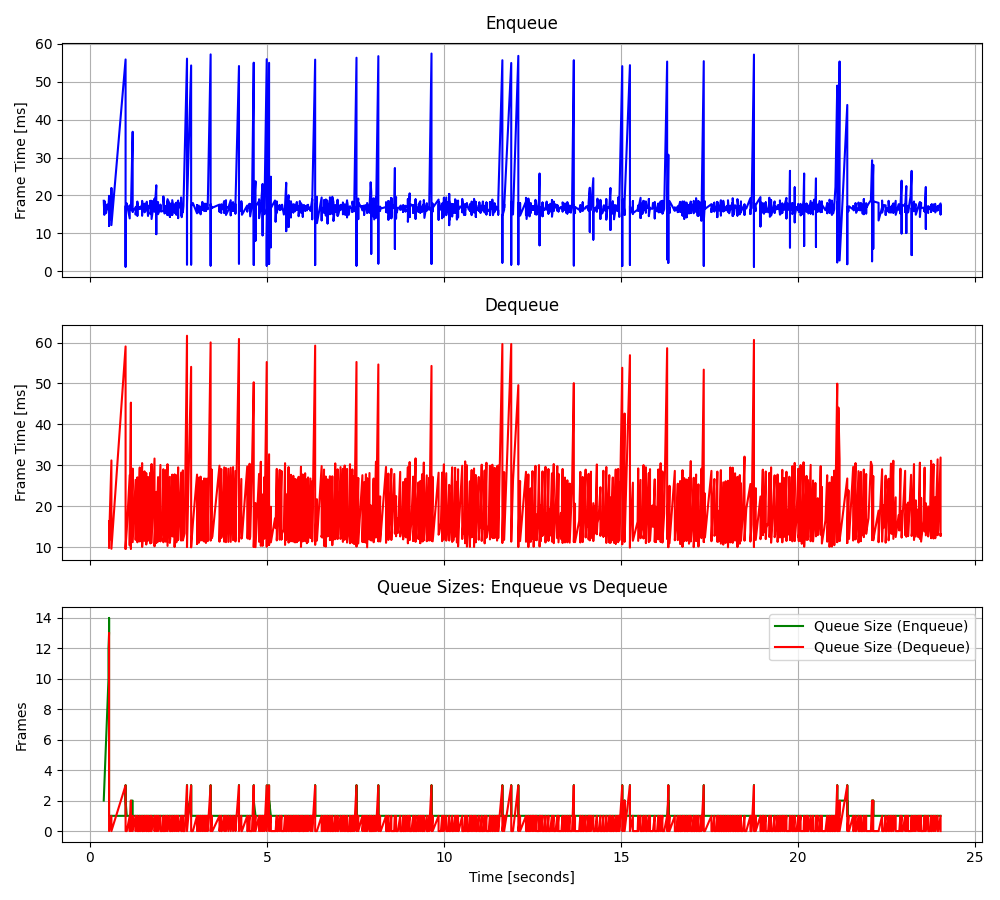 Enqueue
60
50
40
30
20
10
0
Frame Time [ms]
Dequeue
60
50
40
30
20
10
Frame Time [ms]
Queue Sizes: Enqueue vs Dequeue
14
12
10
8
6
4
2
0
Frames
Queue Size (Enqueue)
Queue Size (Dequeue)
0 5 10 15 20 25
Time [seconds]